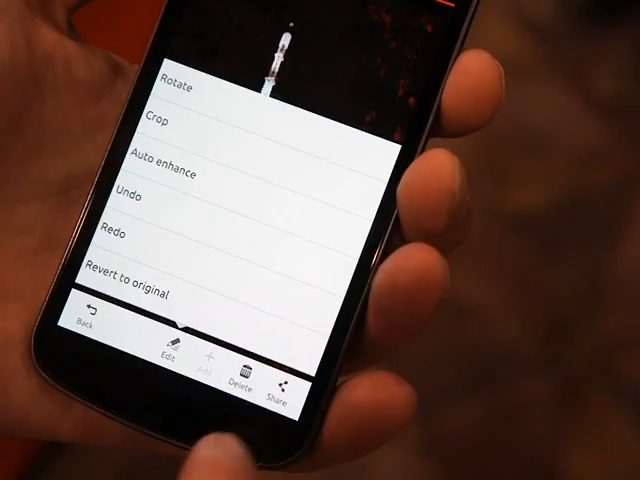 Rotate
Crop
Auto enhance
Undo
Redo
Revert to original
Back
Edit
Add
Delete
Share